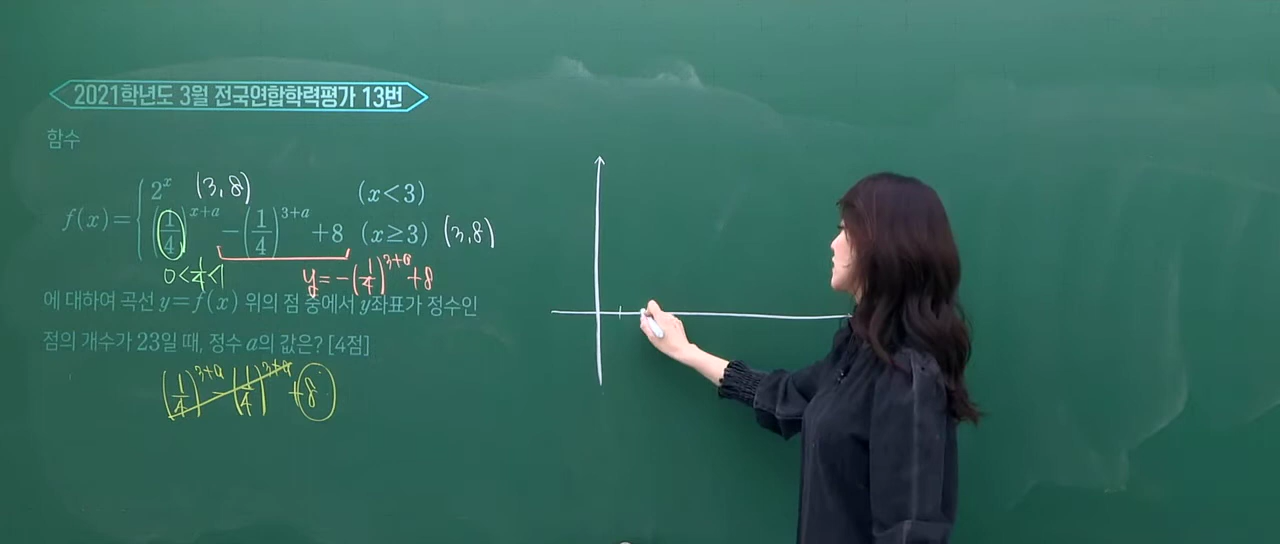 2021학년도 3월 전국연합학력평가 13번
함수
f(x)= { 2^x (3,8) (x<3)
(1/4)^{x+a} - (1/4)^{3+a} + 8 (x≥3) (3,8)
0<1/4<1 y=-(1/4)^{3+a}+8
에 대하여 곡선 y=f(x) 위의 점 중에서 y좌표가 정수인
점의 개수가 23일 때, 정수 a의 값은? [4점]
(1/4)^{3+a} - (1/4)^{3+a} + 8